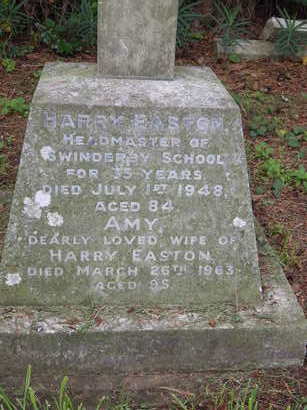 HARRY EASTON,
HEADMASTER OF
SWINDERBY SCHOOL
FOR 35 YEARS
DIED JULY 1ST 1948,
AGED 84.
AMY,
DEARLY LOVED WIFE OF
HARRY EASTON,
DIED MARCH 26TH 1963.
AGED 95.